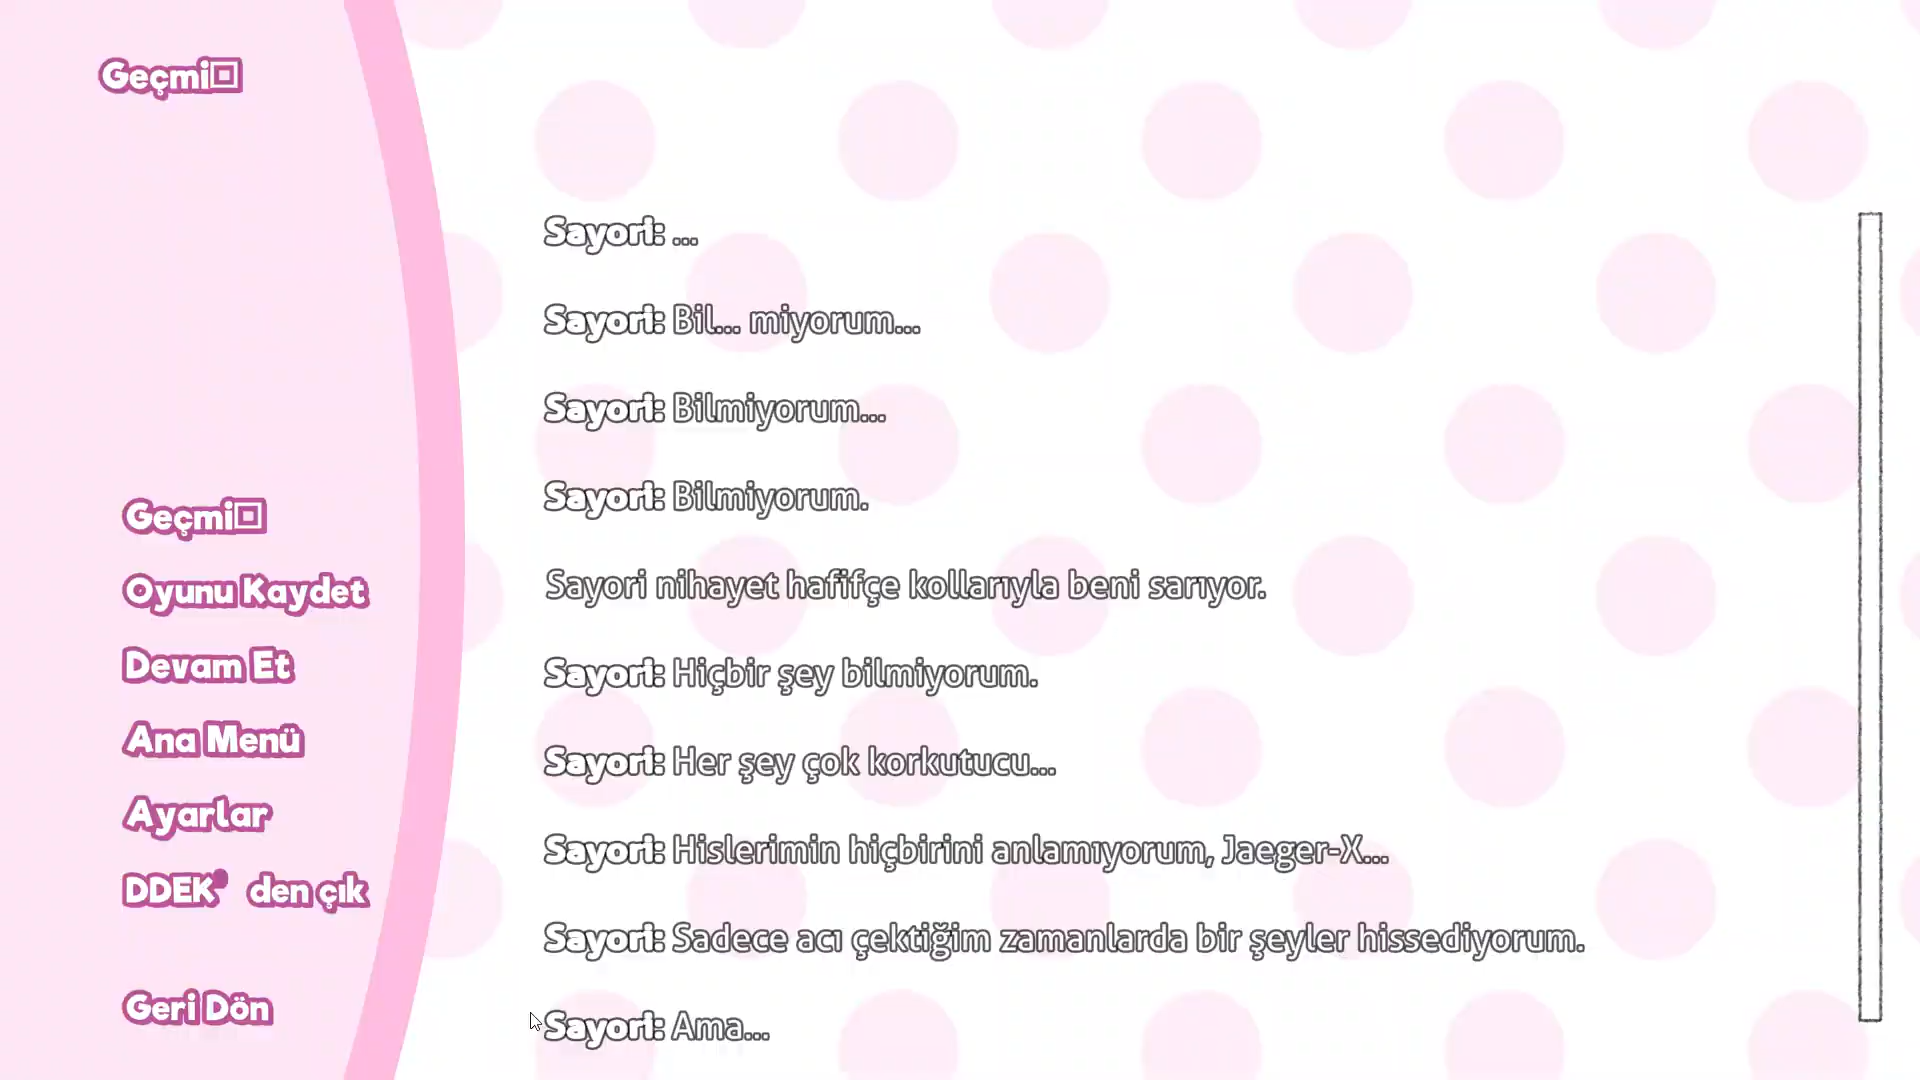 Geçmi□
Sayori: ...
Sayori: Bil... miyorum...
Sayori: Bilmiyorum...
Sayori: Bilmiyorum.
Sayori nihayet hafifçe kollarıyla beni sarıyor.
Sayori: Hiçbir şey bilmiyorum.
Sayori: Her şey çok korkutucu...
Sayori: Hislerimin hiçbirini anlamıyorum, Jaeger-X...
Sayori: Sadece acı çektiğim zamanlarda bir şeyler hissediyorum.
Sayori: Ama...
Geçmi□
Oyunu Kaydet
Devam Et
Ana Menü
Ayarlar
DDEK' den çık
Geri Dön